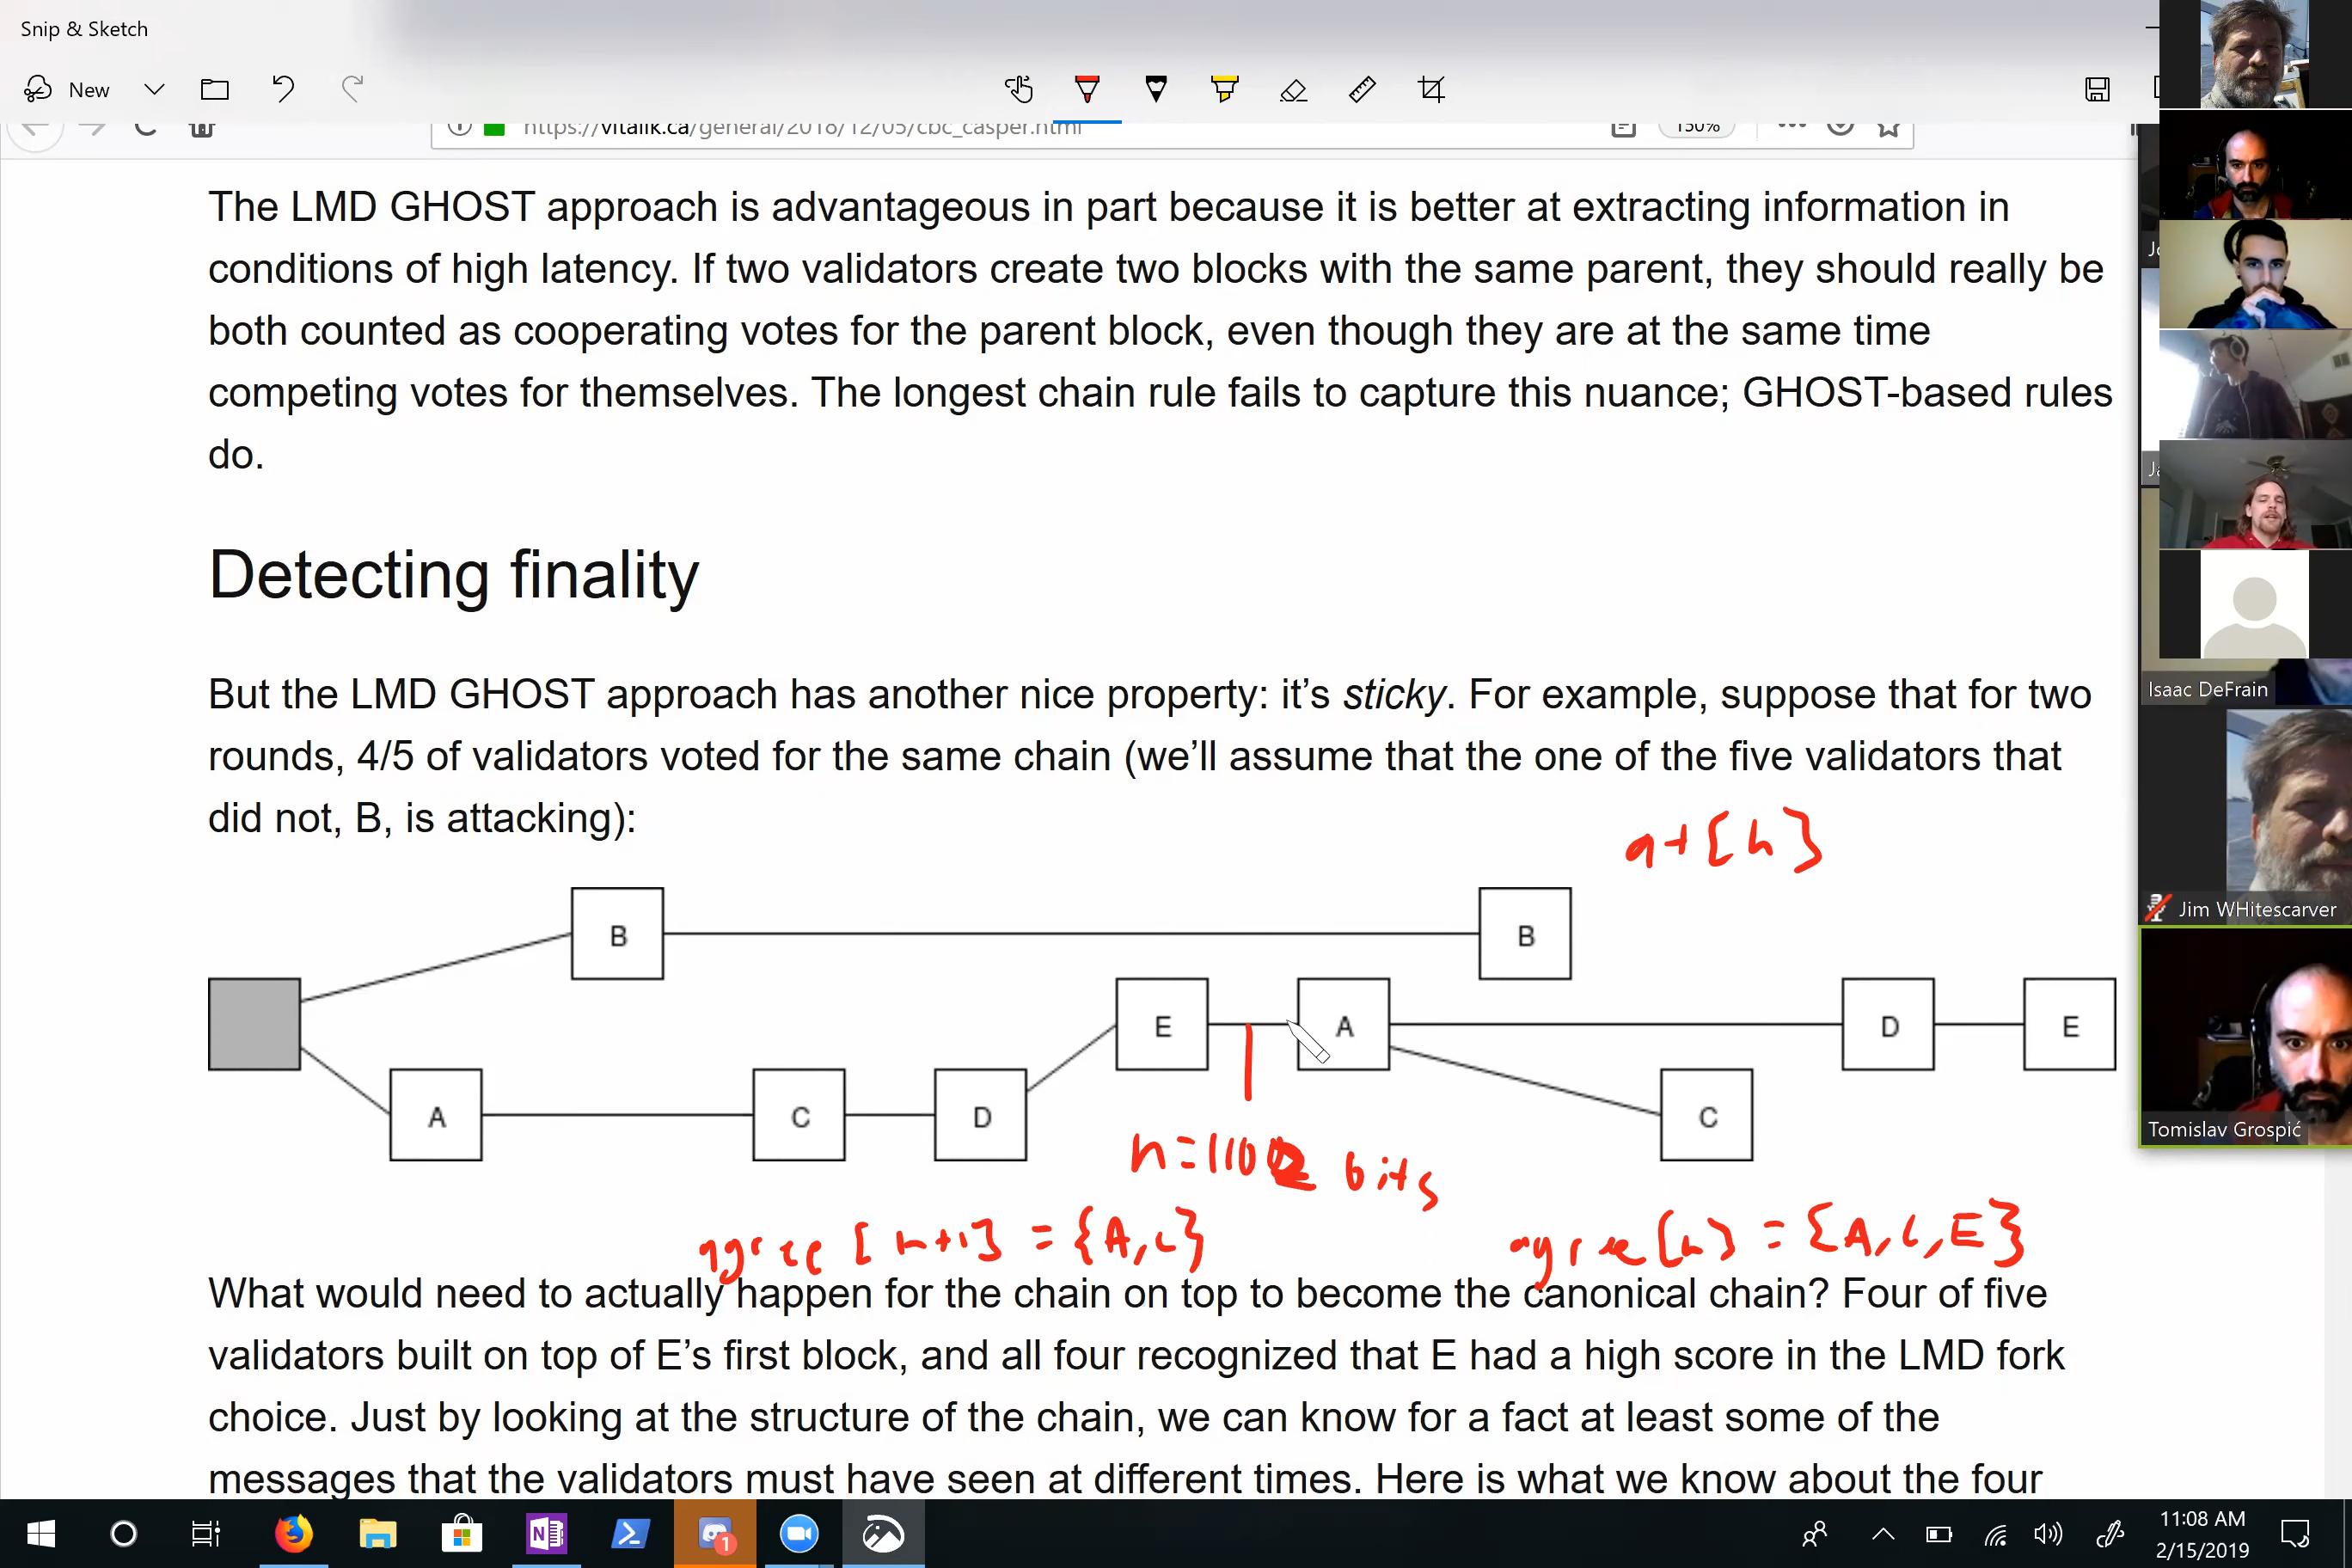 Snip & Sketch
New
https://vitalik.ca/general/2018/12/05/cbc_casper.html
150%
The LMD GHOST approach is advantageous in part because it is better at extracting information in
conditions of high latency. If two validators create two blocks with the same parent, they should really be
both counted as cooperating votes for the parent block, even though they are at the same time
competing votes for themselves. The longest chain rule fails to capture this nuance; GHOST-based rules
do.
Detecting finality
But the LMD GHOST approach has another nice property: it's sticky. For example, suppose that for two
rounds, 4/5 of validators voted for the same chain (we'll assume that the one of the five validators that
did not, B, is attacking):
B
B
E
A
D
E
A
C
D
C
bits
agree [n+1] = {A, C}
agree [n] = {A, C, E}
What would need to actually happen for the chain on top to become the canonical chain? Four of five
validators built on top of E's first block, and all four recognized that E had a high score in the LMD fork
choice. Just by looking at the structure of the chain, we can know for a fact at least some of the
messages that the validators must have seen at different times. Here is what we know about the four
Isaac DeFrain
Jim WHitescarver
Tomislav Grospić
1
11:08 AM
2/15/2019